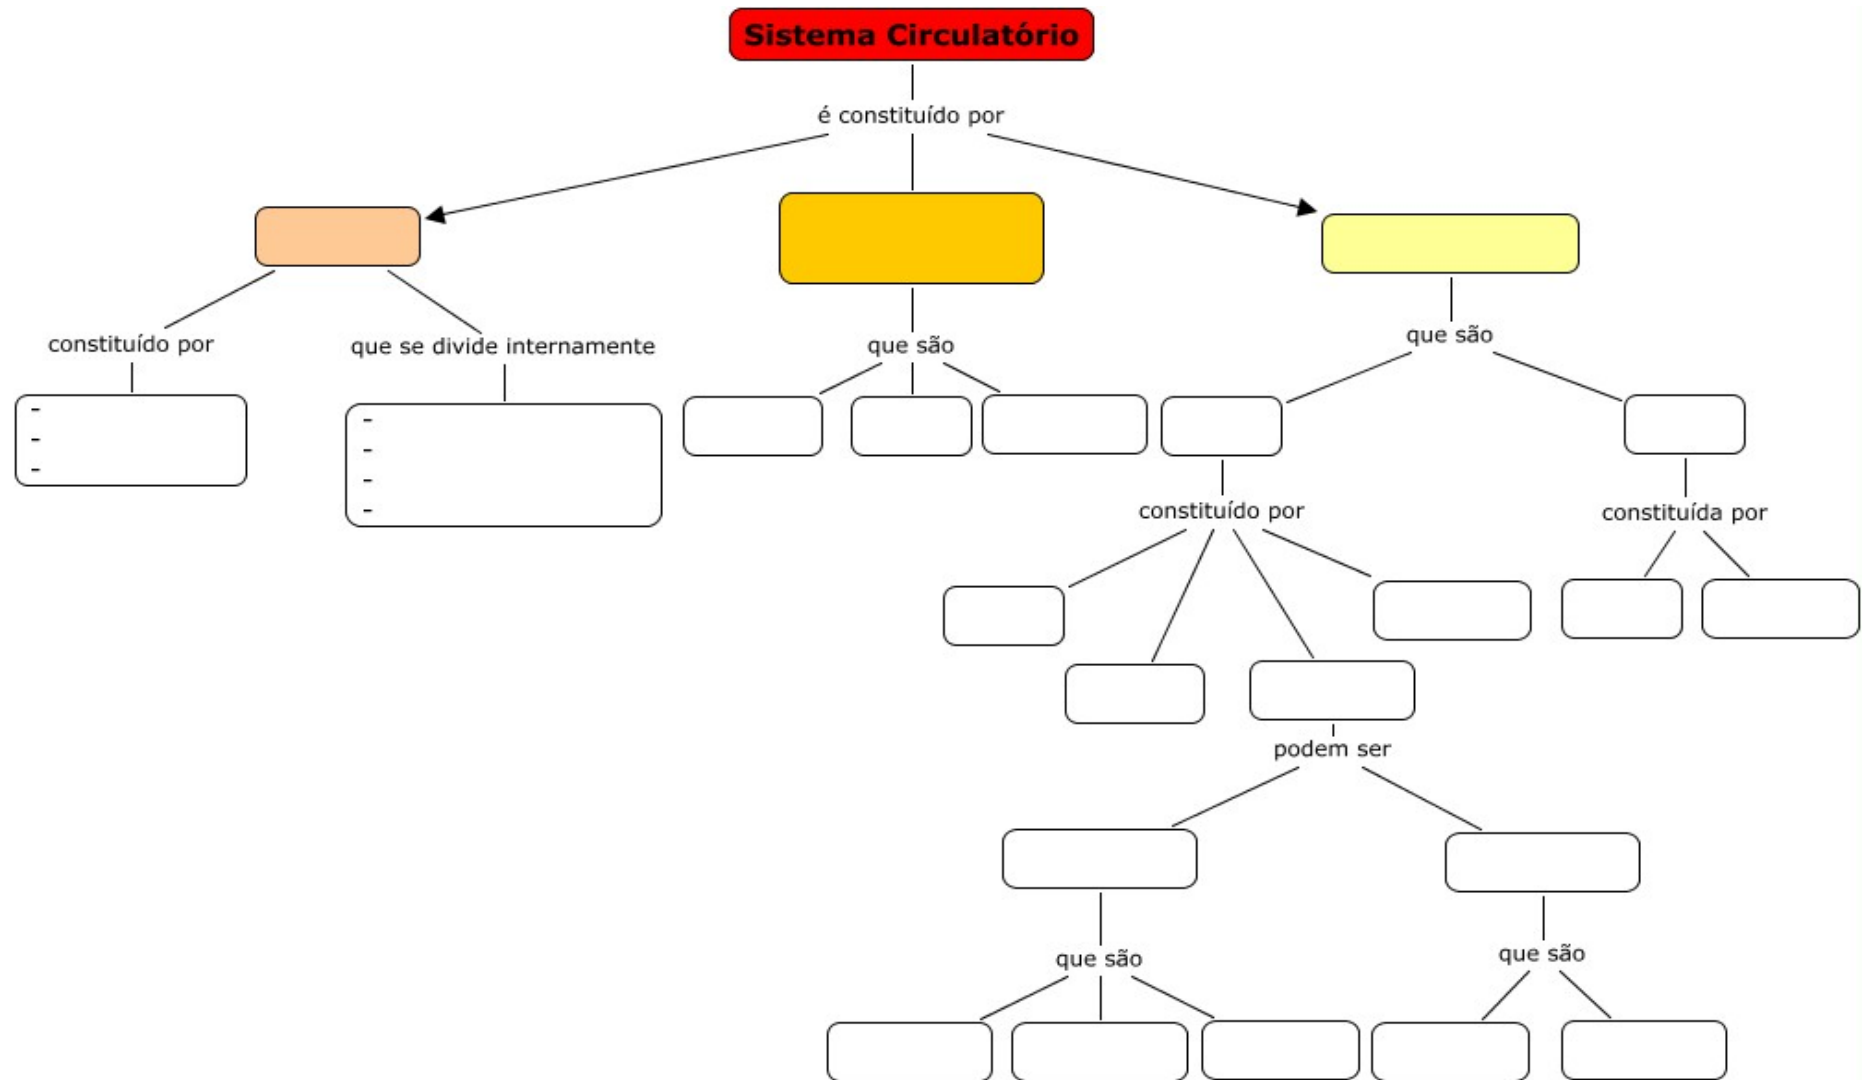 Sistema Circulatório
é constituído por
constituído por
que se divide internamente
que são
que são
-
-
-
-
-
-
-
constituído por
constituída por
podem ser
que são
que são